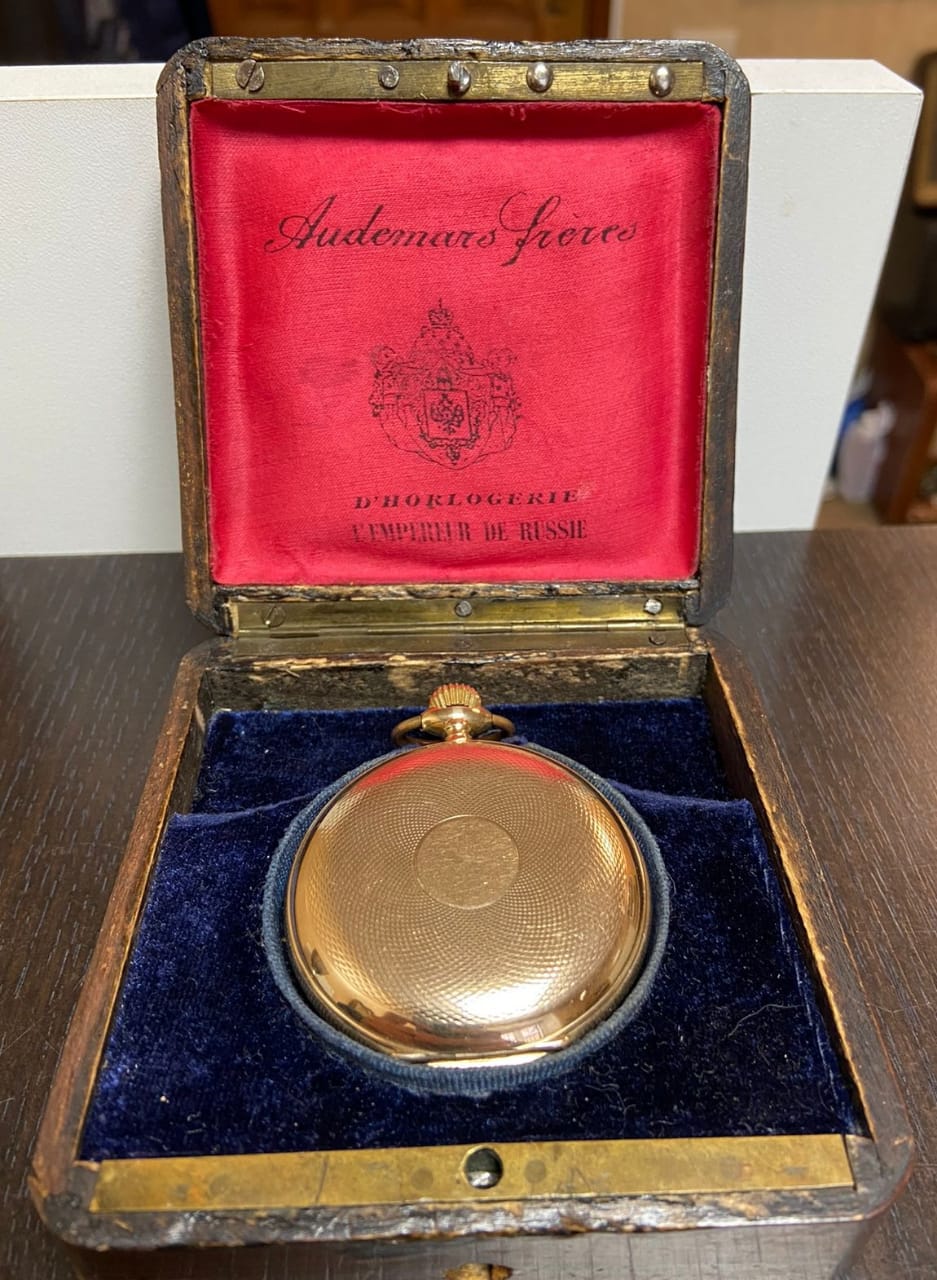 Audemars frères
D'HORLOGERIE
L'EMPEREUR DE RUSSIE